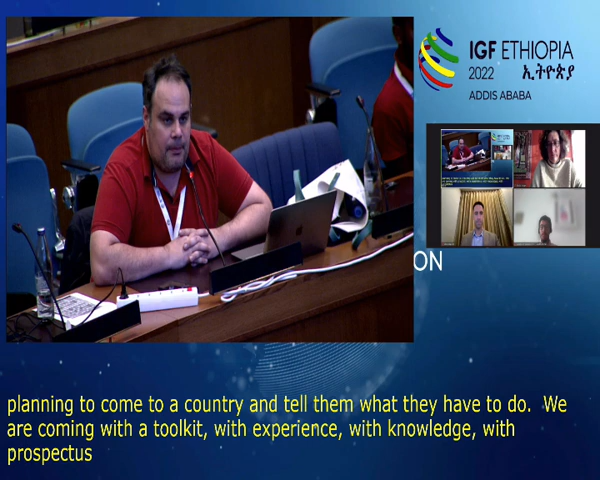 IGF ETHIOPIA
2022 ኢትዮጵያ
ADDIS ABABA
ON
planning to come to a country and tell them what they have to do. We
are coming with a toolkit, with experience, with knowledge, with
prospectus